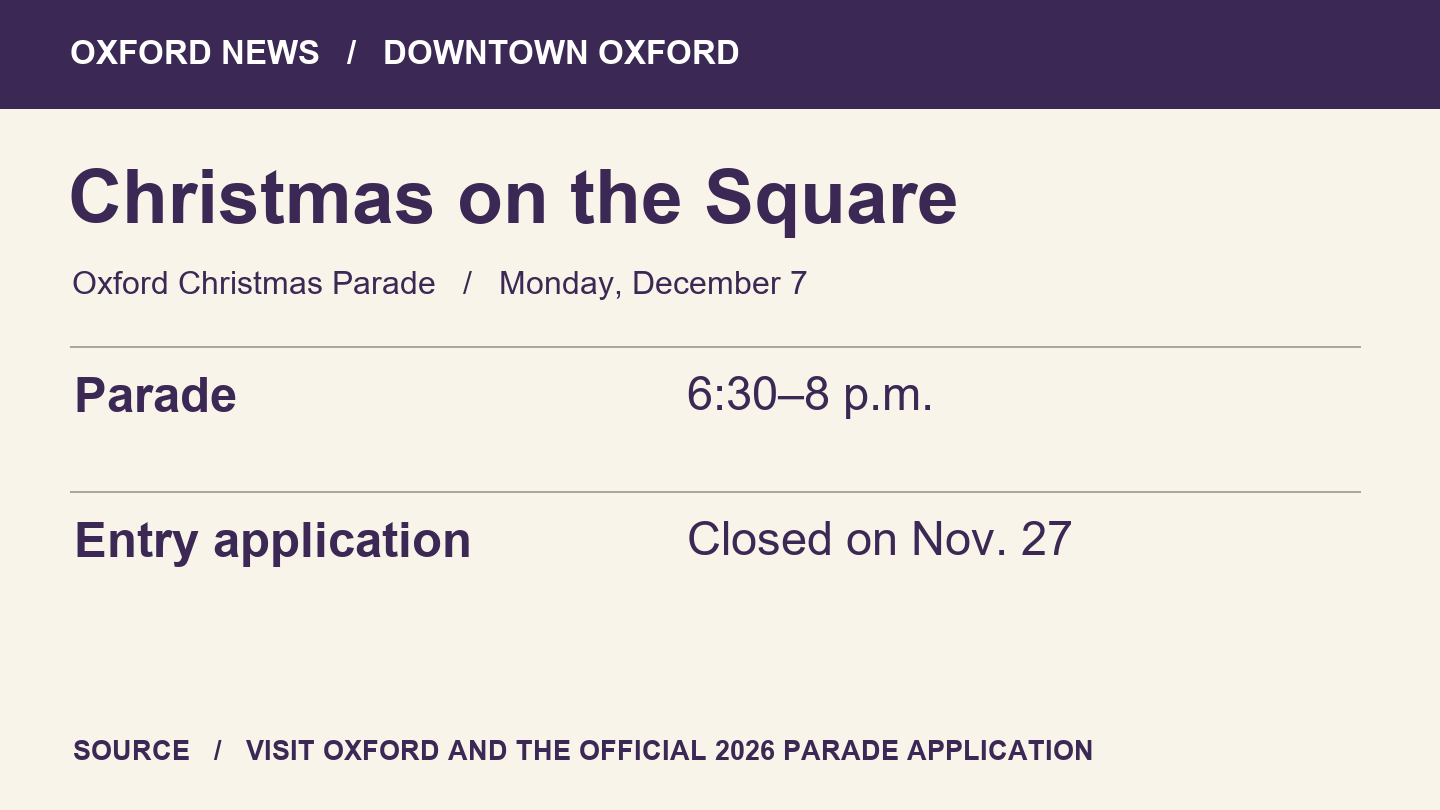 OXFORD NEWS / DOWNTOWN OXFORD
Christmas on the Square
Oxford Christmas Parade / Monday, December 7
Parade 6:30–8 p.m.
Entry application Closed on Nov. 27
SOURCE / VISIT OXFORD AND THE OFFICIAL 2026 PARADE APPLICATION